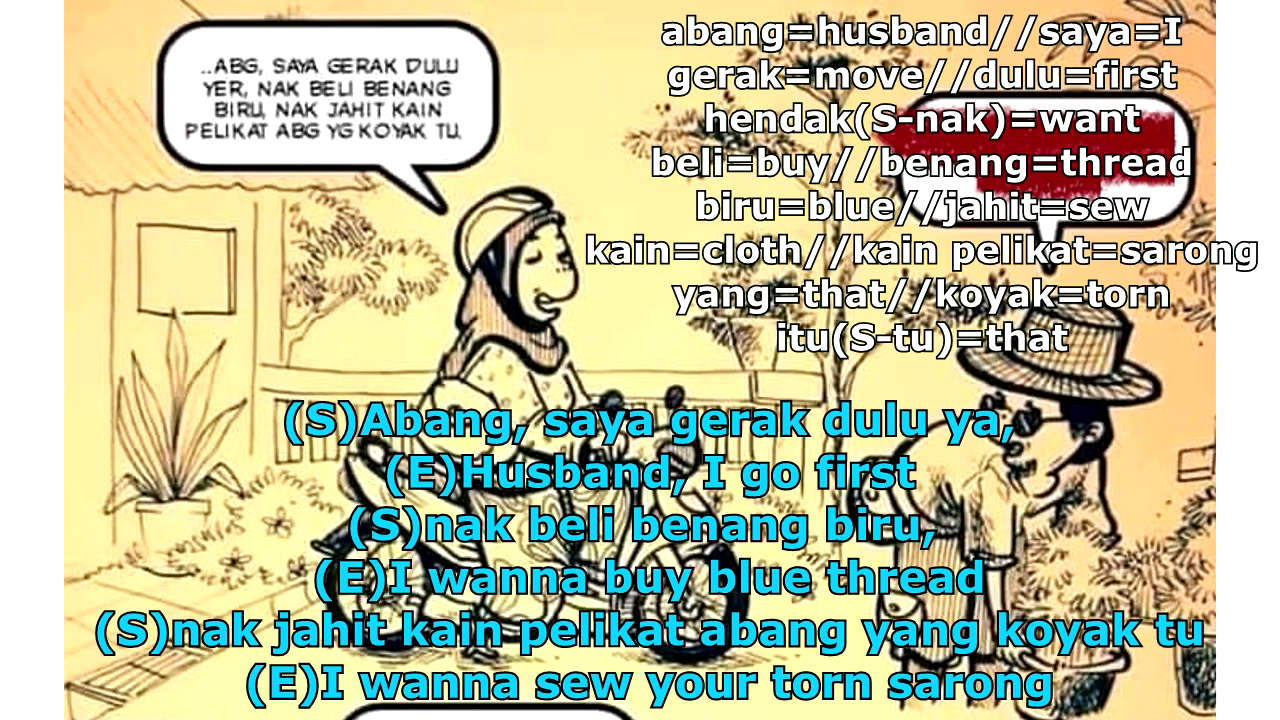 ..ABG, SAYA GERAK DULU
YER, NAK BELI BENANG
BIRU, NAK JAHIT KAIN
PELIKAT ABG YG KOYAK TU.
abang=husband//saya=I
gerak=move//dulu=first
hendak(S-nak)=want
beli=buy//benang=thread
biru=blue//jahit=sew
kain=cloth//kain pelikat=sarong
yang=that//koyak=torn
itu(S-tu)=that
(S)Abang, saya gerak dulu ya,
(E)Husband, I go first
(S)nak beli benang biru,
(E)I wanna buy blue thread
(S)nak jahit kain pelikat abang yang koyak tu
(E)I wanna sew your torn sarong